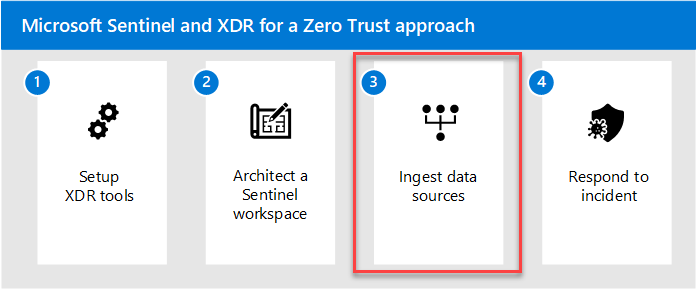 Microsoft Sentinel and XDR for a Zero Trust approach
1
Setup
XDR tools
2
Architect a
Sentinel
workspace
3
Ingest data
sources
4
Respond to
incident